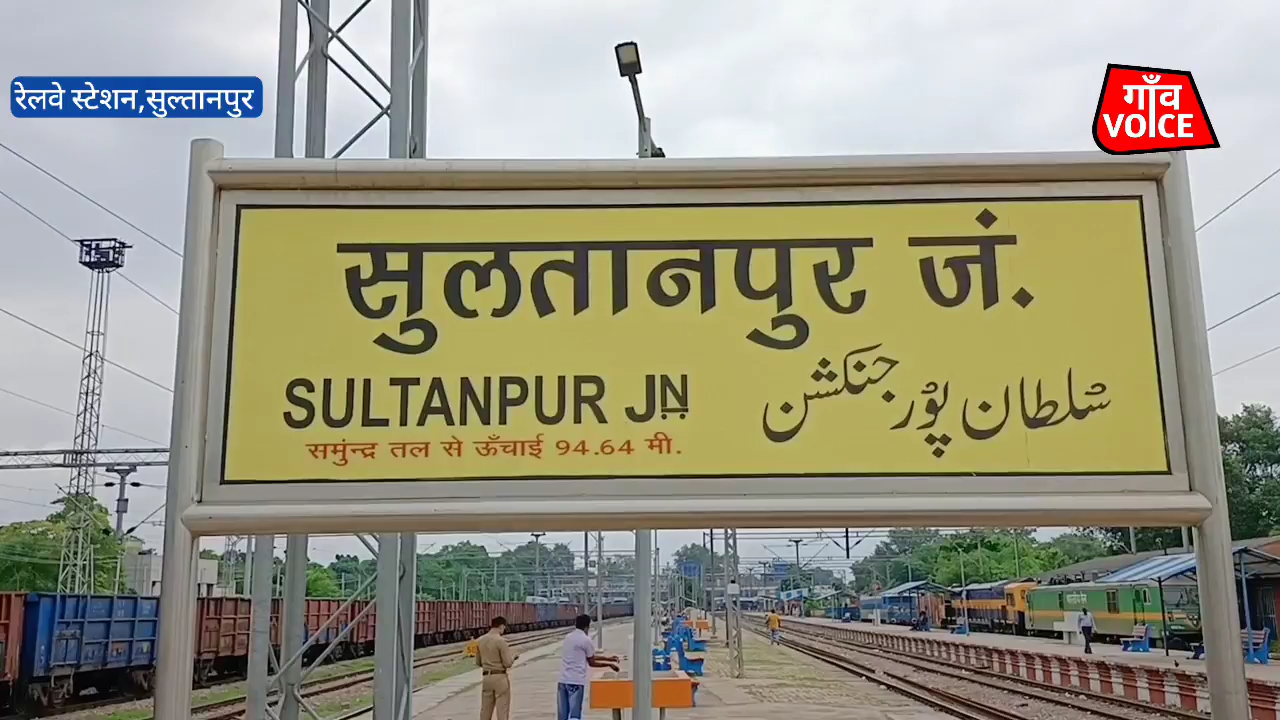 रेलवे स्टेशन,सुल्तानपुर
गाँव
VOICE
सुलतानपुर जं.
SULTANPUR JN
سلطان پور جنکشن
समुंन्द्र तल से ऊँचाई 94.64 मी.